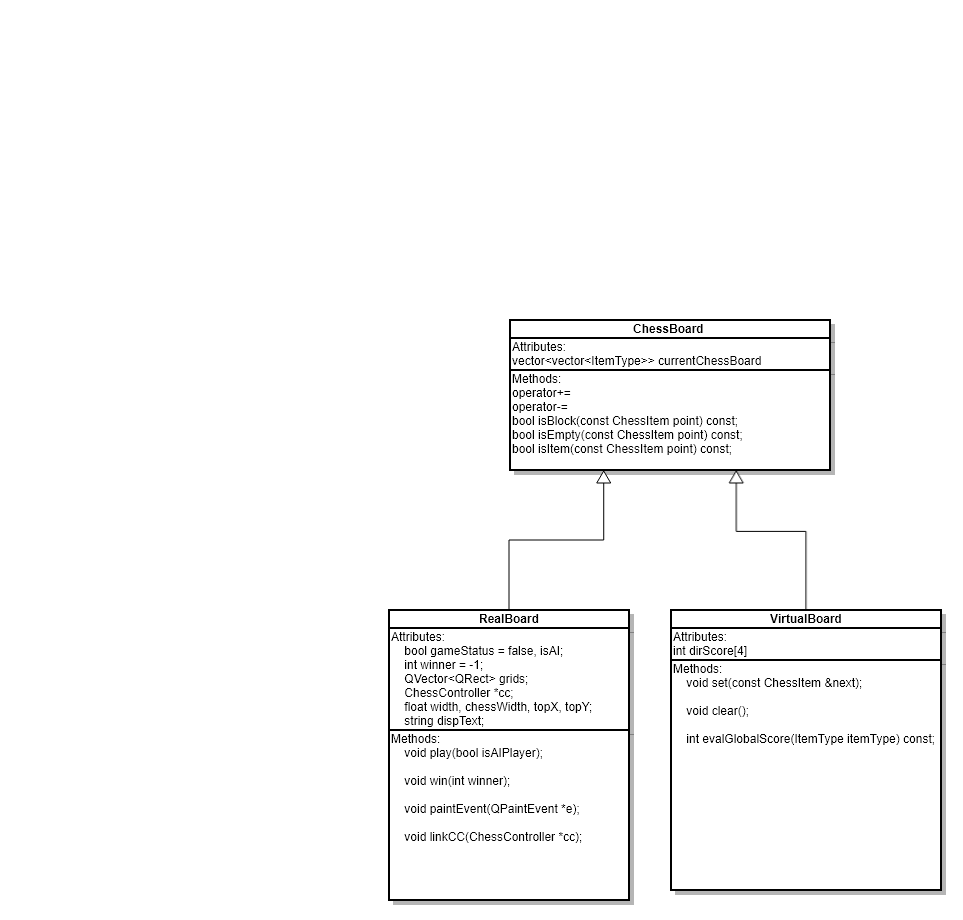 ChessBoard
Attributes:
vector<vector<ItemType>> currentChessBoard
Methods:
operator+=
operator-=
bool isBlock(const ChessItem point) const;
bool isEmpty(const ChessItem point) const;
bool isItem(const ChessItem point) const;
RealBoard
Attributes:
bool gameStatus = false, isAI;
int winner = -1;
QVector<QRect> grids;
ChessController *cc;
float width, chessWidth, topX, topY;
string dispText;
Methods:
void play(bool isAIPlayer);
void win(int winner);
void paintEvent(QPaintEvent *e);
void linkCC(ChessController *cc);
VirtualBoard
Attributes:
int dirScore[4]
Methods:
void set(const ChessItem &next);
void clear();
int evalGlobalScore(ItemType itemType) const;